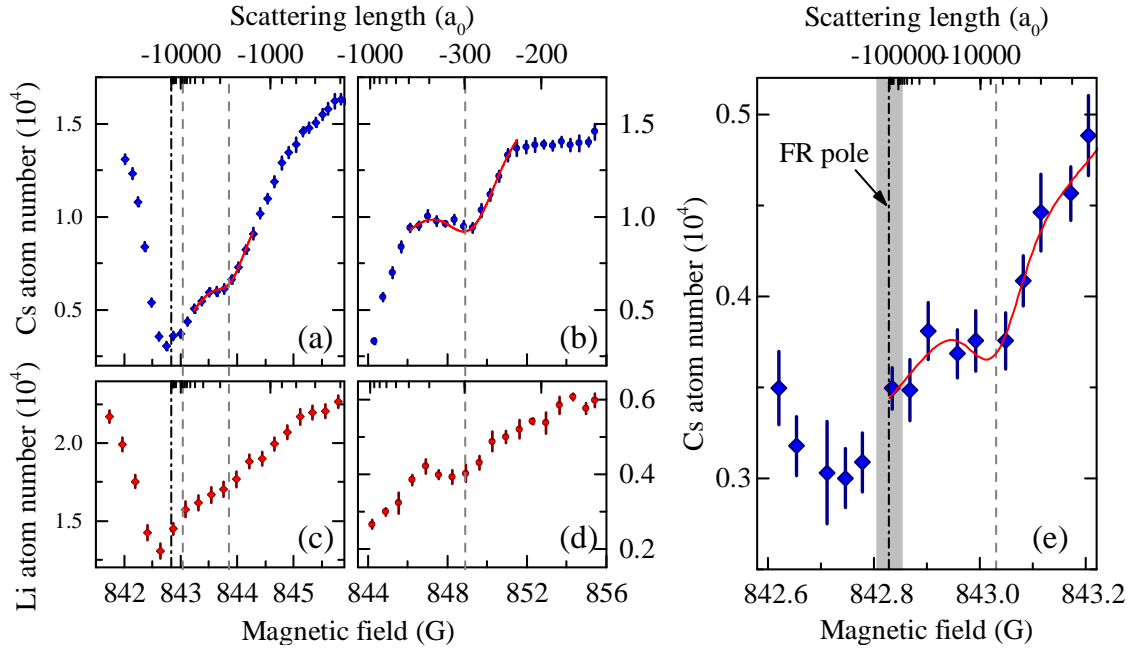 Scattering length (a0)
-10000 -1000 -1000 -300 -200
Cs atom number (10^4)
1.5
1.0
0.5
(a)
(b)
1.5
1.0
0.5
Li atom number (10^4)
2.0
1.5
(c)
(d)
0.6
0.4
0.2
842 843 844 845 844 848 852 856
Magnetic field (G)
Scattering length (a0)
-100000 -10000
Cs atom number (10^4)
0.5
0.4
0.3
FR pole
(e)
842.6 842.8 843.0 843.2
Magnetic field (G)